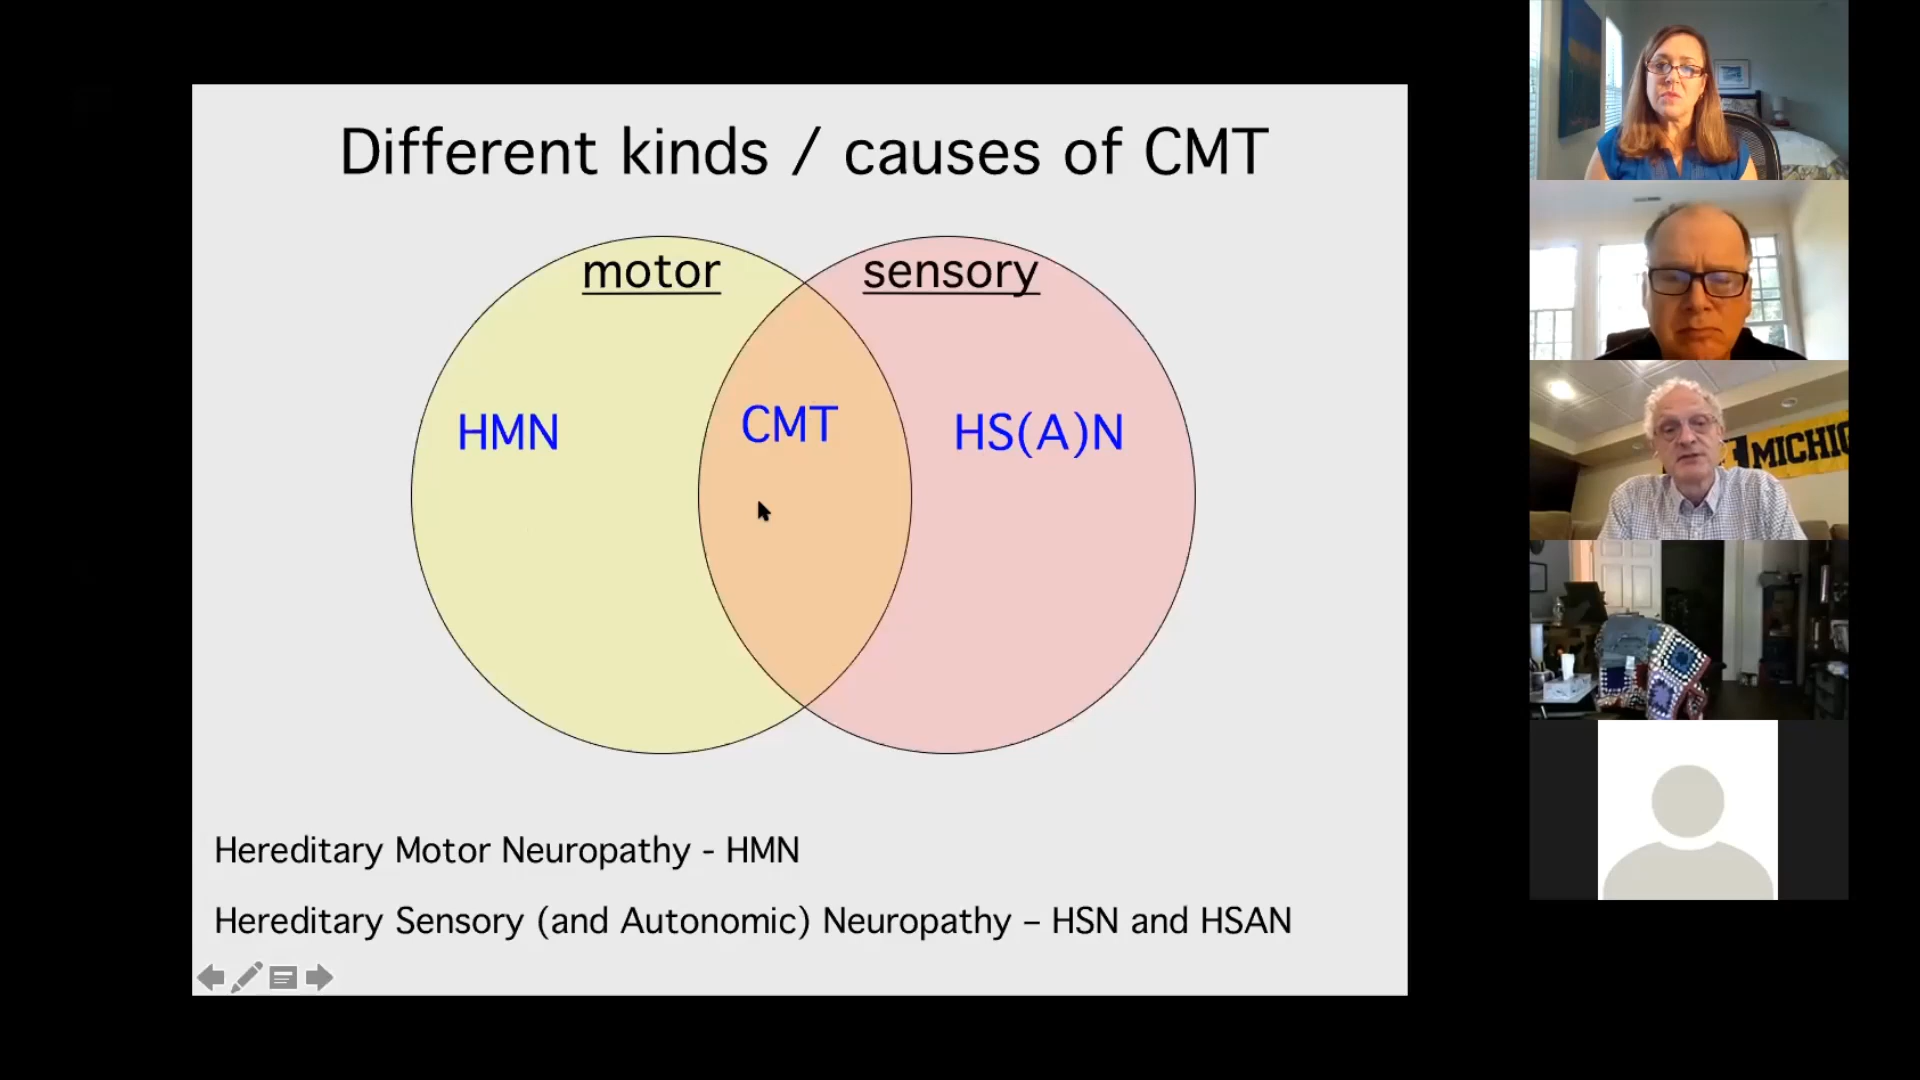 Different kinds / causes of CMT
motor
sensory
HMN
CMT
HS(A)N
Hereditary Motor Neuropathy - HMN
Hereditary Sensory (and Autonomic) Neuropathy – HSN and HSAN
MICHIG